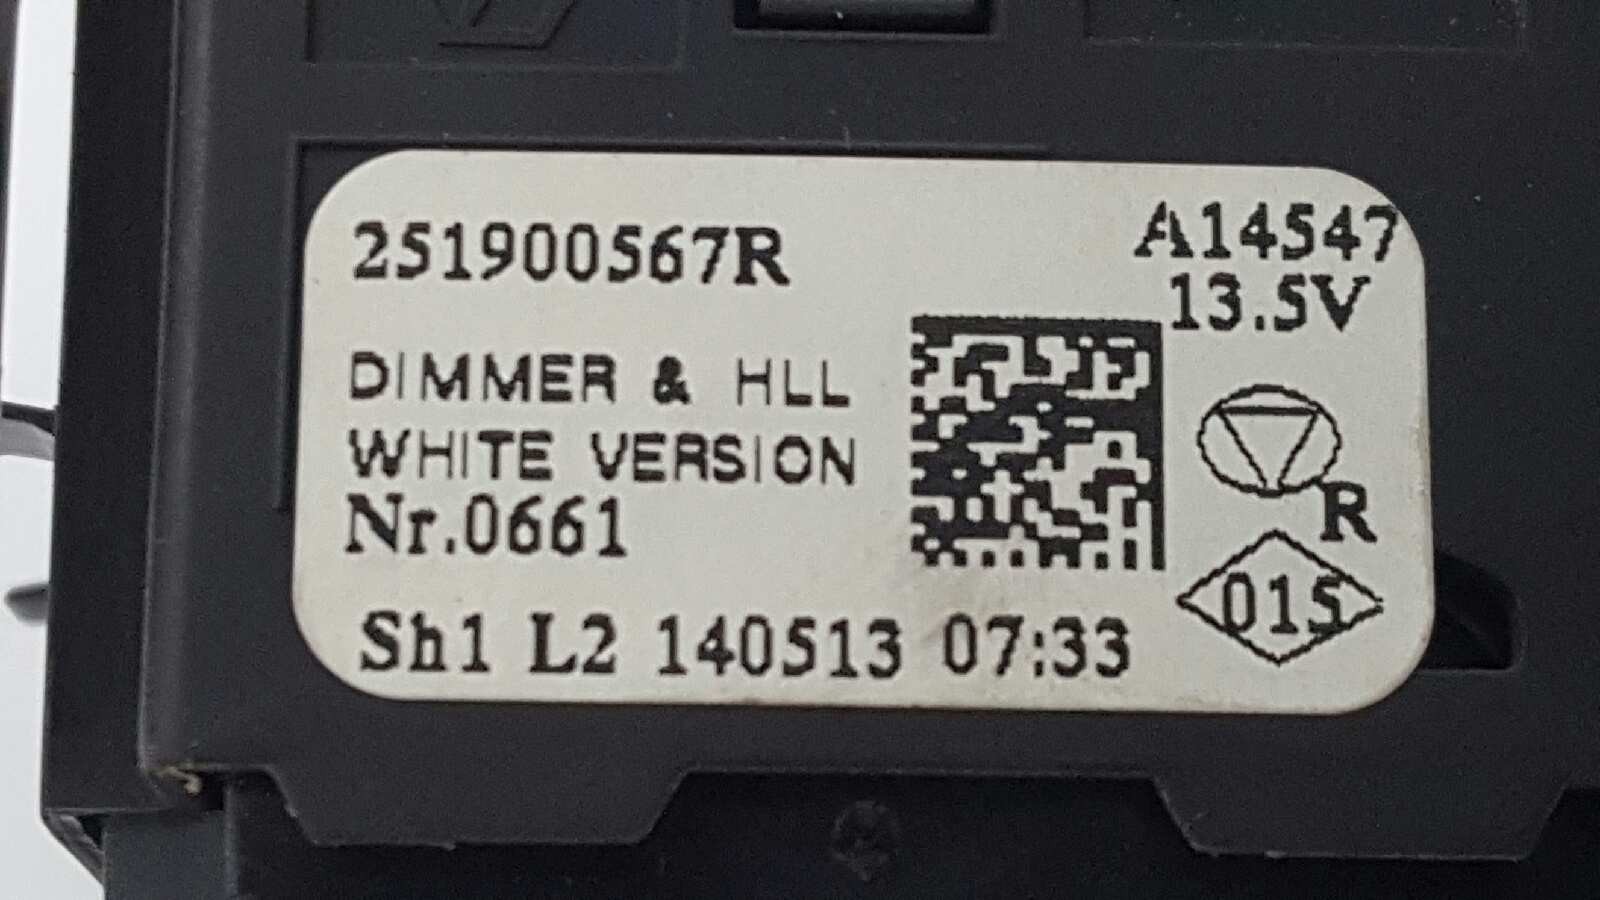 251900567R
A14547
13.5V
DIMMER & HLL
WHITE VERSION
Nr.0661
R
015
Sh1 L2 140513 07:33